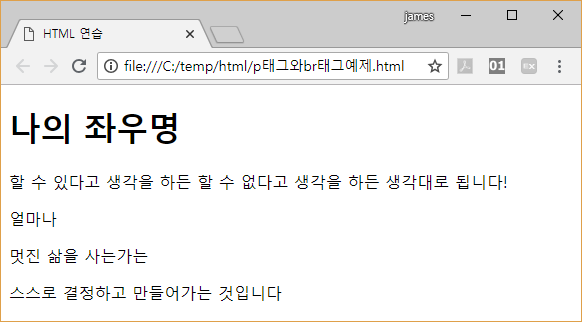 james
HTML 연습
file:///C:/temp/html/p태그와br태그예제.html
01
나의 좌우명
할 수 있다고 생각을 하든 할 수 없다고 생각을 하든 생각대로 됩니다!
얼마나
멋진 삶을 사는가는
스스로 결정하고 만들어가는 것입니다